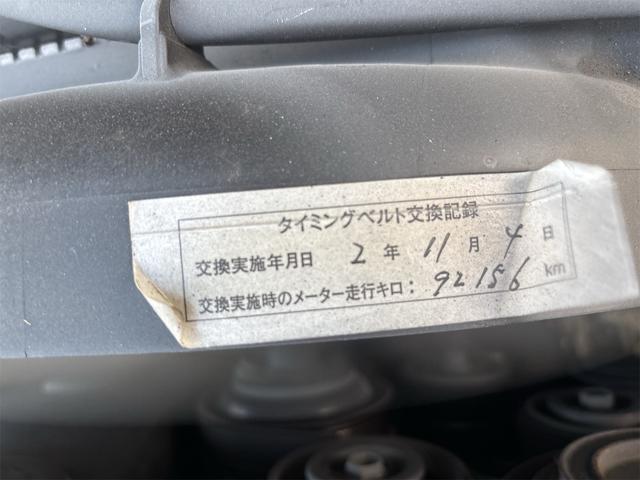 タイミングベルト交換記録
交換実施年月日 2 年 11 月 4 日
交換実施時のメーター走行キロ: 92156 km